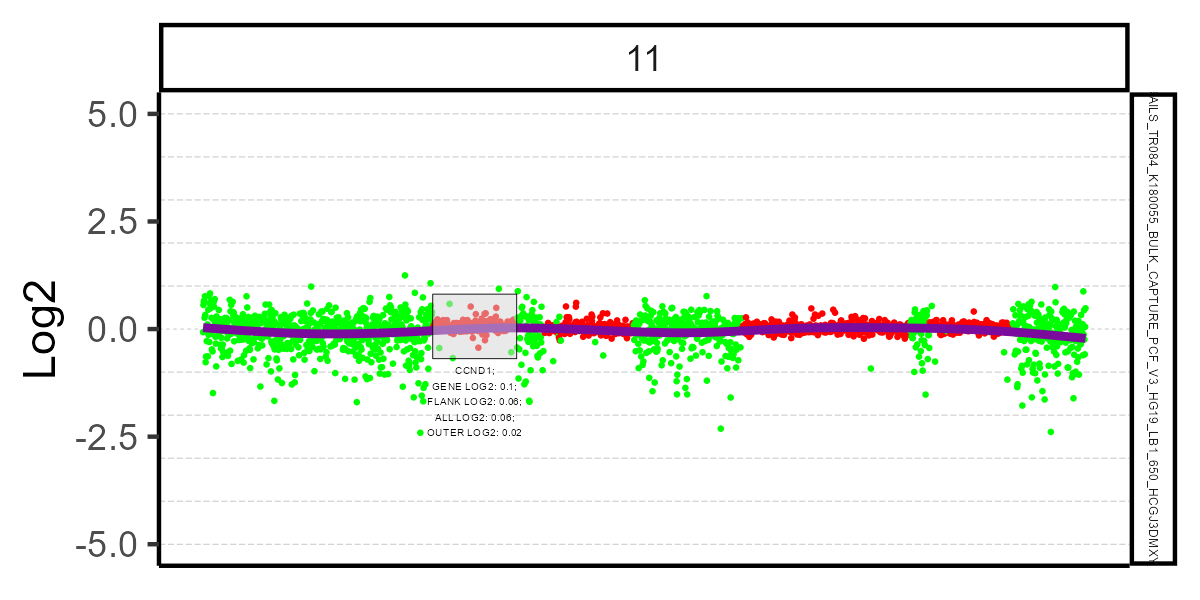 11
5.0
2.5
0.0
-2.5
-5.0
Log2
CCND1;
GENE LOG2: 0.1;
FLANK LOG2: 0.06;
ALL LOG2: 0.06;
OUTER LOG2: 0.02
AILS_TR084_K180055_BULK_CAPTURE_PCF_V3_HG19_LB1_650_HCGJ3DMXY